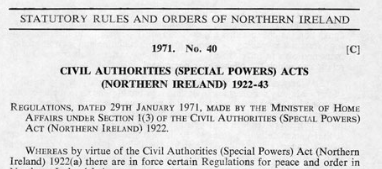 STATUTORY RULES AND ORDERS OF NORTHERN IRELAND
1971. No. 40 [C]
CIVIL AUTHORITIES (SPECIAL POWERS) ACTS
(NORTHERN IRELAND) 1922-43
REGULATIONS, DATED 29TH JANUARY 1971, MADE BY THE MINISTER OF HOME
AFFAIRS UNDER SECTION 1(3) OF THE CIVIL AUTHORITIES (SPECIAL POWERS)
ACT (NORTHERN IRELAND) 1922.
WHEREAS by virtue of the Civil Authorities (Special Powers) Act (Northern
Ireland) 1922(a) there are in force certain Regulations for peace and order in